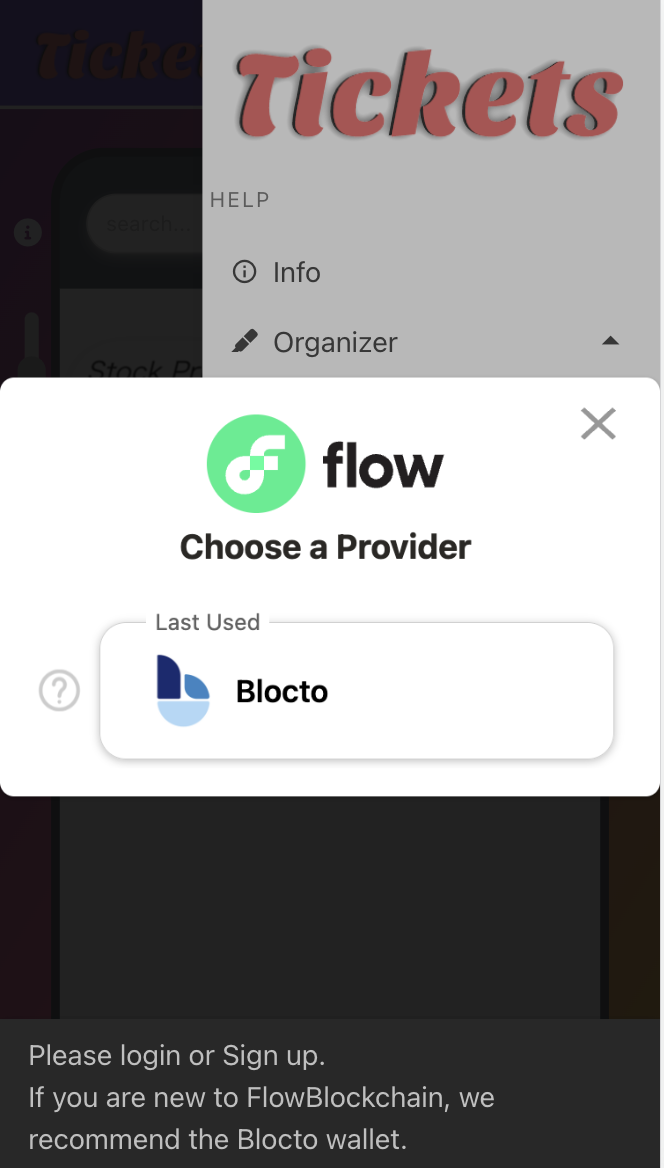 Ticke
Tickets
HELP
search...
Info
Organizer
Stock Pr
flow
Choose a Provider
Last Used
Blocto
Please login or Sign up.
If you are new to FlowBlockchain, we
recommend the Blocto wallet.